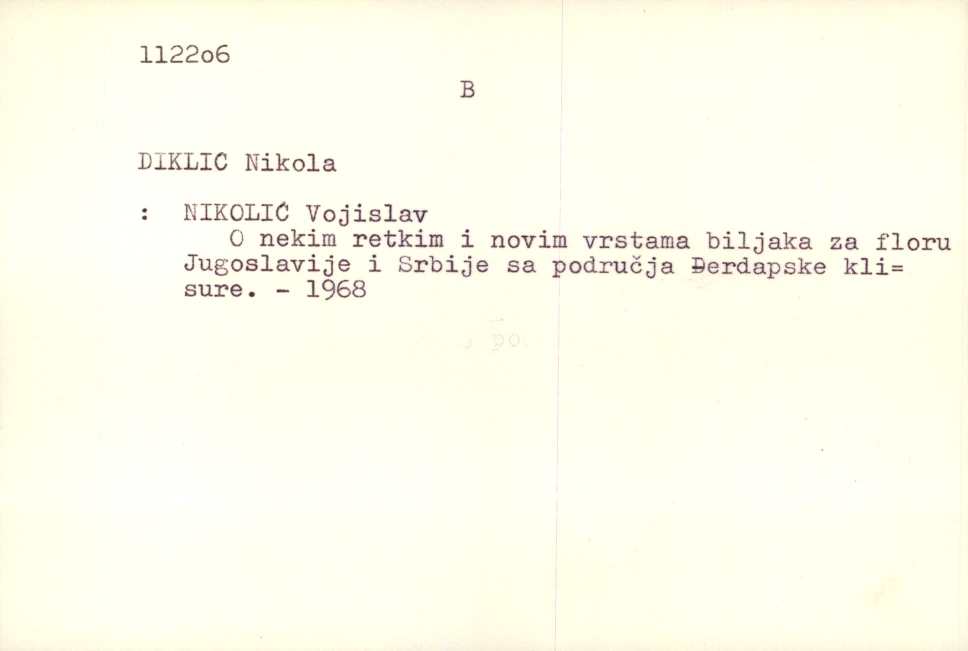 1122o6
B
DIKLIĆ Nikola
: NIKOLIĆ Vojislav
O nekim retkim i novim vrstama biljaka za floru
Jugoslavije i Srbije sa područja Đerdapske kli=
sure. - 1968